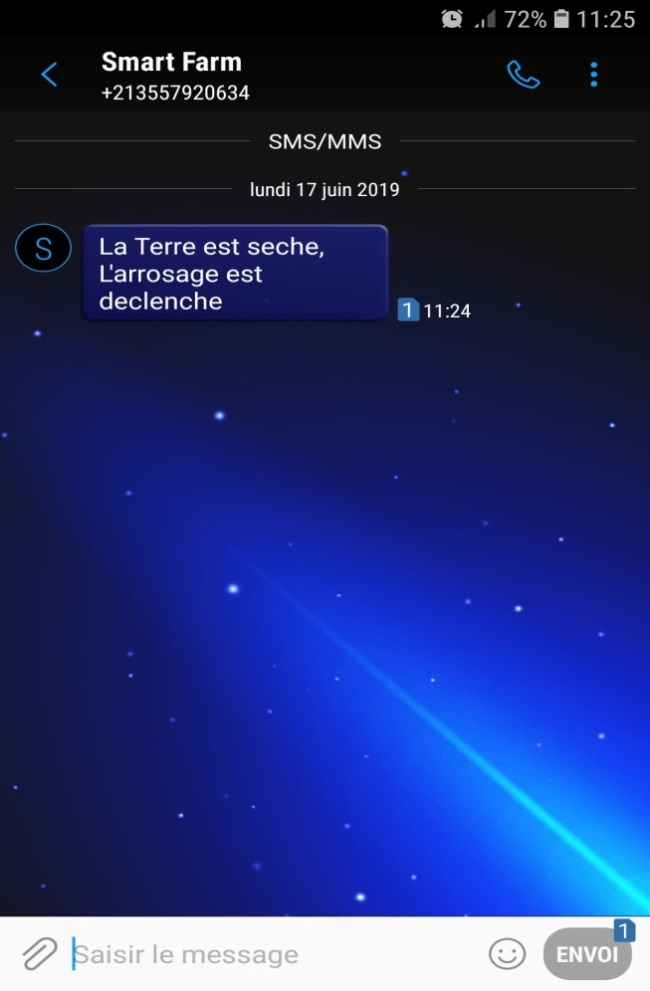 72% 11:25
Smart Farm
+213557920634
SMS/MMS
lundi 17 juin 2019
S
La Terre est seche,
L'arrosage est
declenche
1 11:24
Saisir le message
1
ENVOI